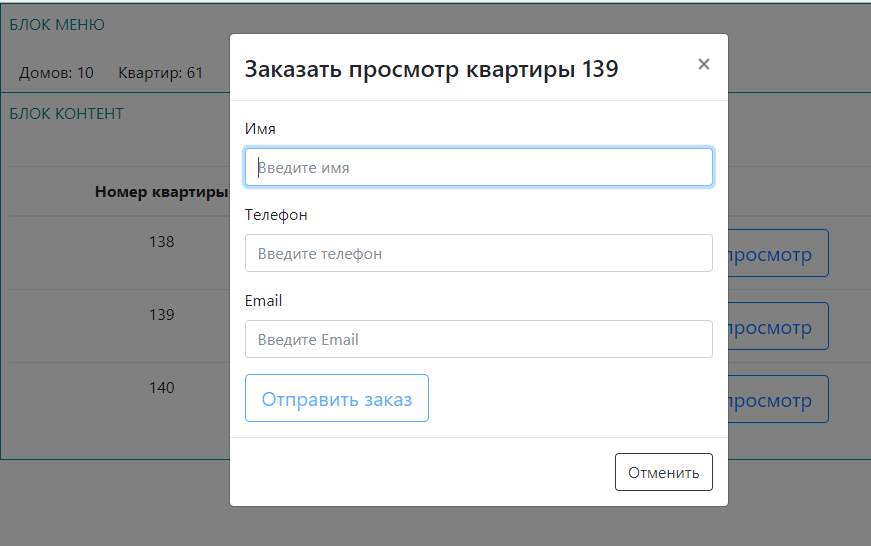 БЛОК МЕНЮ
Домов: 10 Квартир: 61
БЛОК КОНТЕНТ
Номер квартиры
138 просмотр
139 просмотр
140 просмотр
Заказать просмотр квартиры 139 ×
Имя
Введите имя
Телефон
Введите телефон
Email
Введите Email
Отправить заказ
Отменить